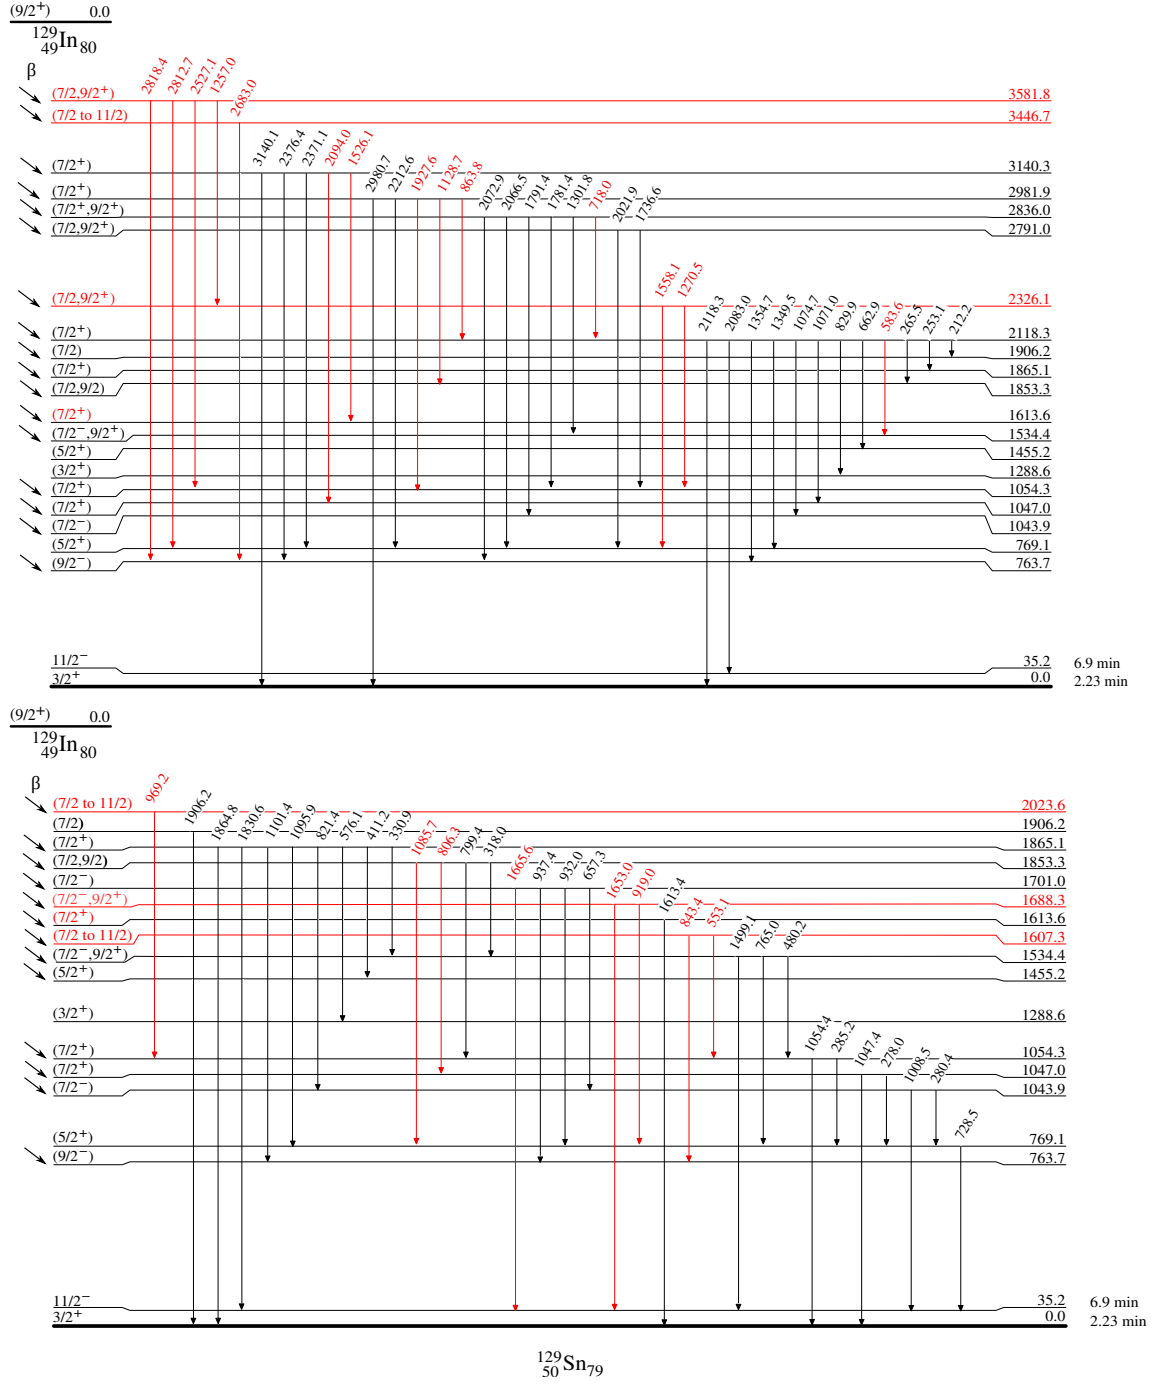 (9/2⁺) 0.0
¹²⁹₄₉In₈₀
β
2818.4 2812.7 2527.1 1257.0 2683.0
(7/2,9/2⁺) 3581.8
(7/2 to 11/2) 3446.7
3140.1 2376.4 2371.1 2094.0 1526.1
(7/2⁺) 3140.3
2980.7 2212.6 1927.6 1128.7 863.8
(7/2⁺) 2981.9
2072.9 2066.5 1791.4 1781.4 1301.8 718.0
(7/2⁺,9/2⁺) 2836.0
2021.9 1736.6
(7/2,9/2⁺) 2791.0
1558.1 1270.5
(7/2,9/2⁺) 2326.1
2118.3 2083.0 1354.7 1349.5 1074.7 1071.0 829.9 662.9 583.6 265.5 253.1 212.2
(7/2⁺) 2118.3
(7/2) 1906.2
(7/2⁺) 1865.1
(7/2,9/2) 1853.3
(7/2⁺) 1613.6
(7/2⁻,9/2⁺) 1534.4
(5/2⁺) 1455.2
(3/2⁺) 1288.6
(7/2⁺) 1054.3
(7/2⁺) 1047.0
(7/2⁻) 1043.9
(5/2⁺) 769.1
(9/2⁻) 763.7
11/2⁻ 35.2 6.9 min
3/2⁺ 0.0 2.23 min
(9/2⁺) 0.0
¹²⁹₄₉In₈₀
β
969.2
(7/2 to 11/2) 2023.6
1906.2
(7/2) 1906.2
1864.8 1830.6 1101.4 1095.9 821.4 576.1 411.2 330.9
(7/2⁺) 1865.1
1085.7 806.3 799.4 318.0
(7/2,9/2) 1853.3
1665.6 937.4 932.0 657.3
(7/2⁻) 1701.0
1653.0 919.0
(7/2⁻,9/2⁺) 1688.3
1613.4
(7/2⁺) 1613.6
843.4 553.1
(7/2 to 11/2) 1607.3
1499.1 765.0 480.2
(7/2⁻,9/2⁺) 1534.4
(5/2⁺) 1455.2
(3/2⁺) 1288.6
1054.4 285.2
(7/2⁺) 1054.3
1047.4 278.0
(7/2⁺) 1047.0
1008.5 280.4
(7/2⁻) 1043.9
728.5
(5/2⁺) 769.1
(9/2⁻) 763.7
11/2⁻ 35.2 6.9 min
3/2⁺ 0.0 2.23 min
¹²⁹₅₀Sn₇₉